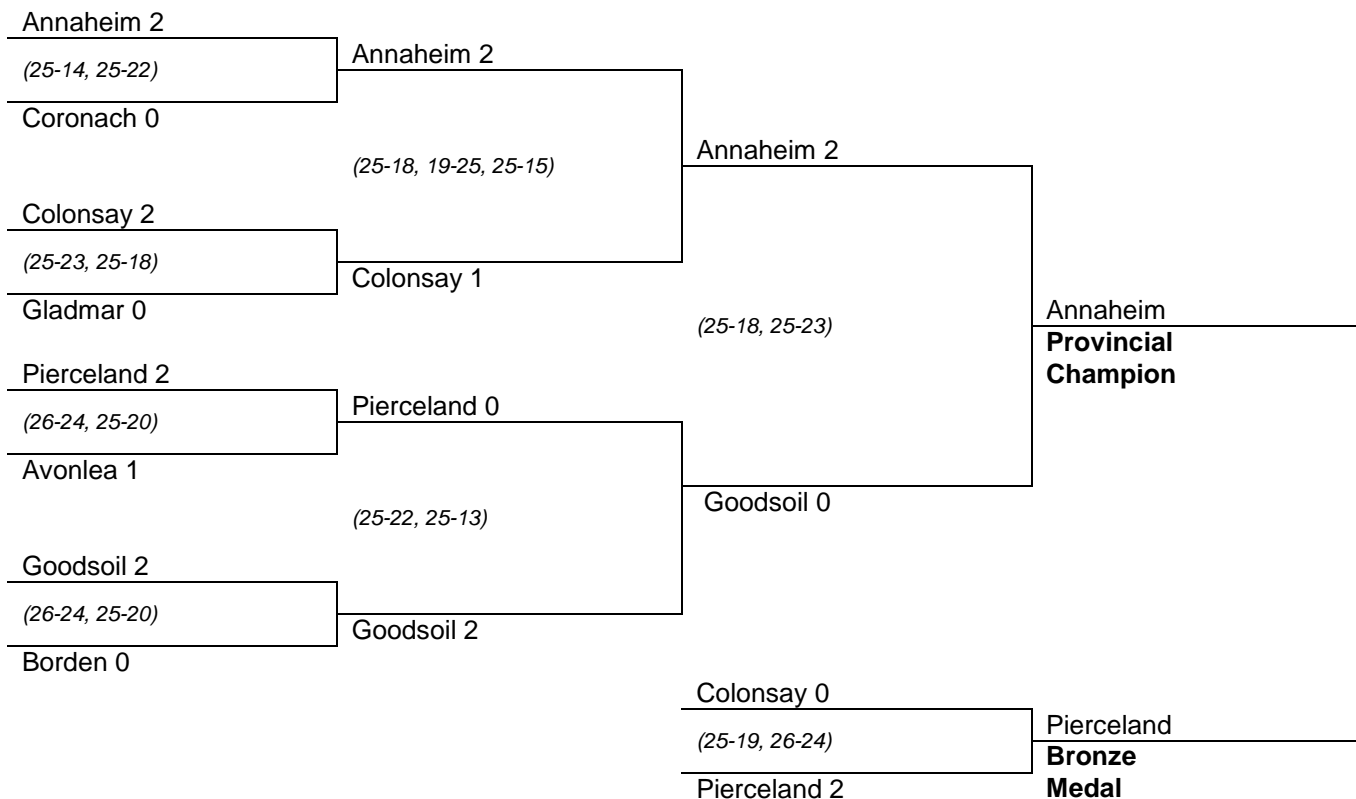 Annaheim 2
(25-14, 25-22)
Coronach 0
Annaheim 2
(25-18, 19-25, 25-15)
Colonsay 2
(25-23, 25-18)
Gladmar 0
Colonsay 1
Annaheim 2
(25-18, 25-23)
Annaheim
Provincial
Champion
Pierceland 2
(26-24, 25-20)
Avonlea 1
Pierceland 0
(25-22, 25-13)
Goodsoil 0
Goodsoil 2
(26-24, 25-20)
Borden 0
Goodsoil 2
Colonsay 0
(25-19, 26-24)
Pierceland 2
Pierceland
Bronze
Medal